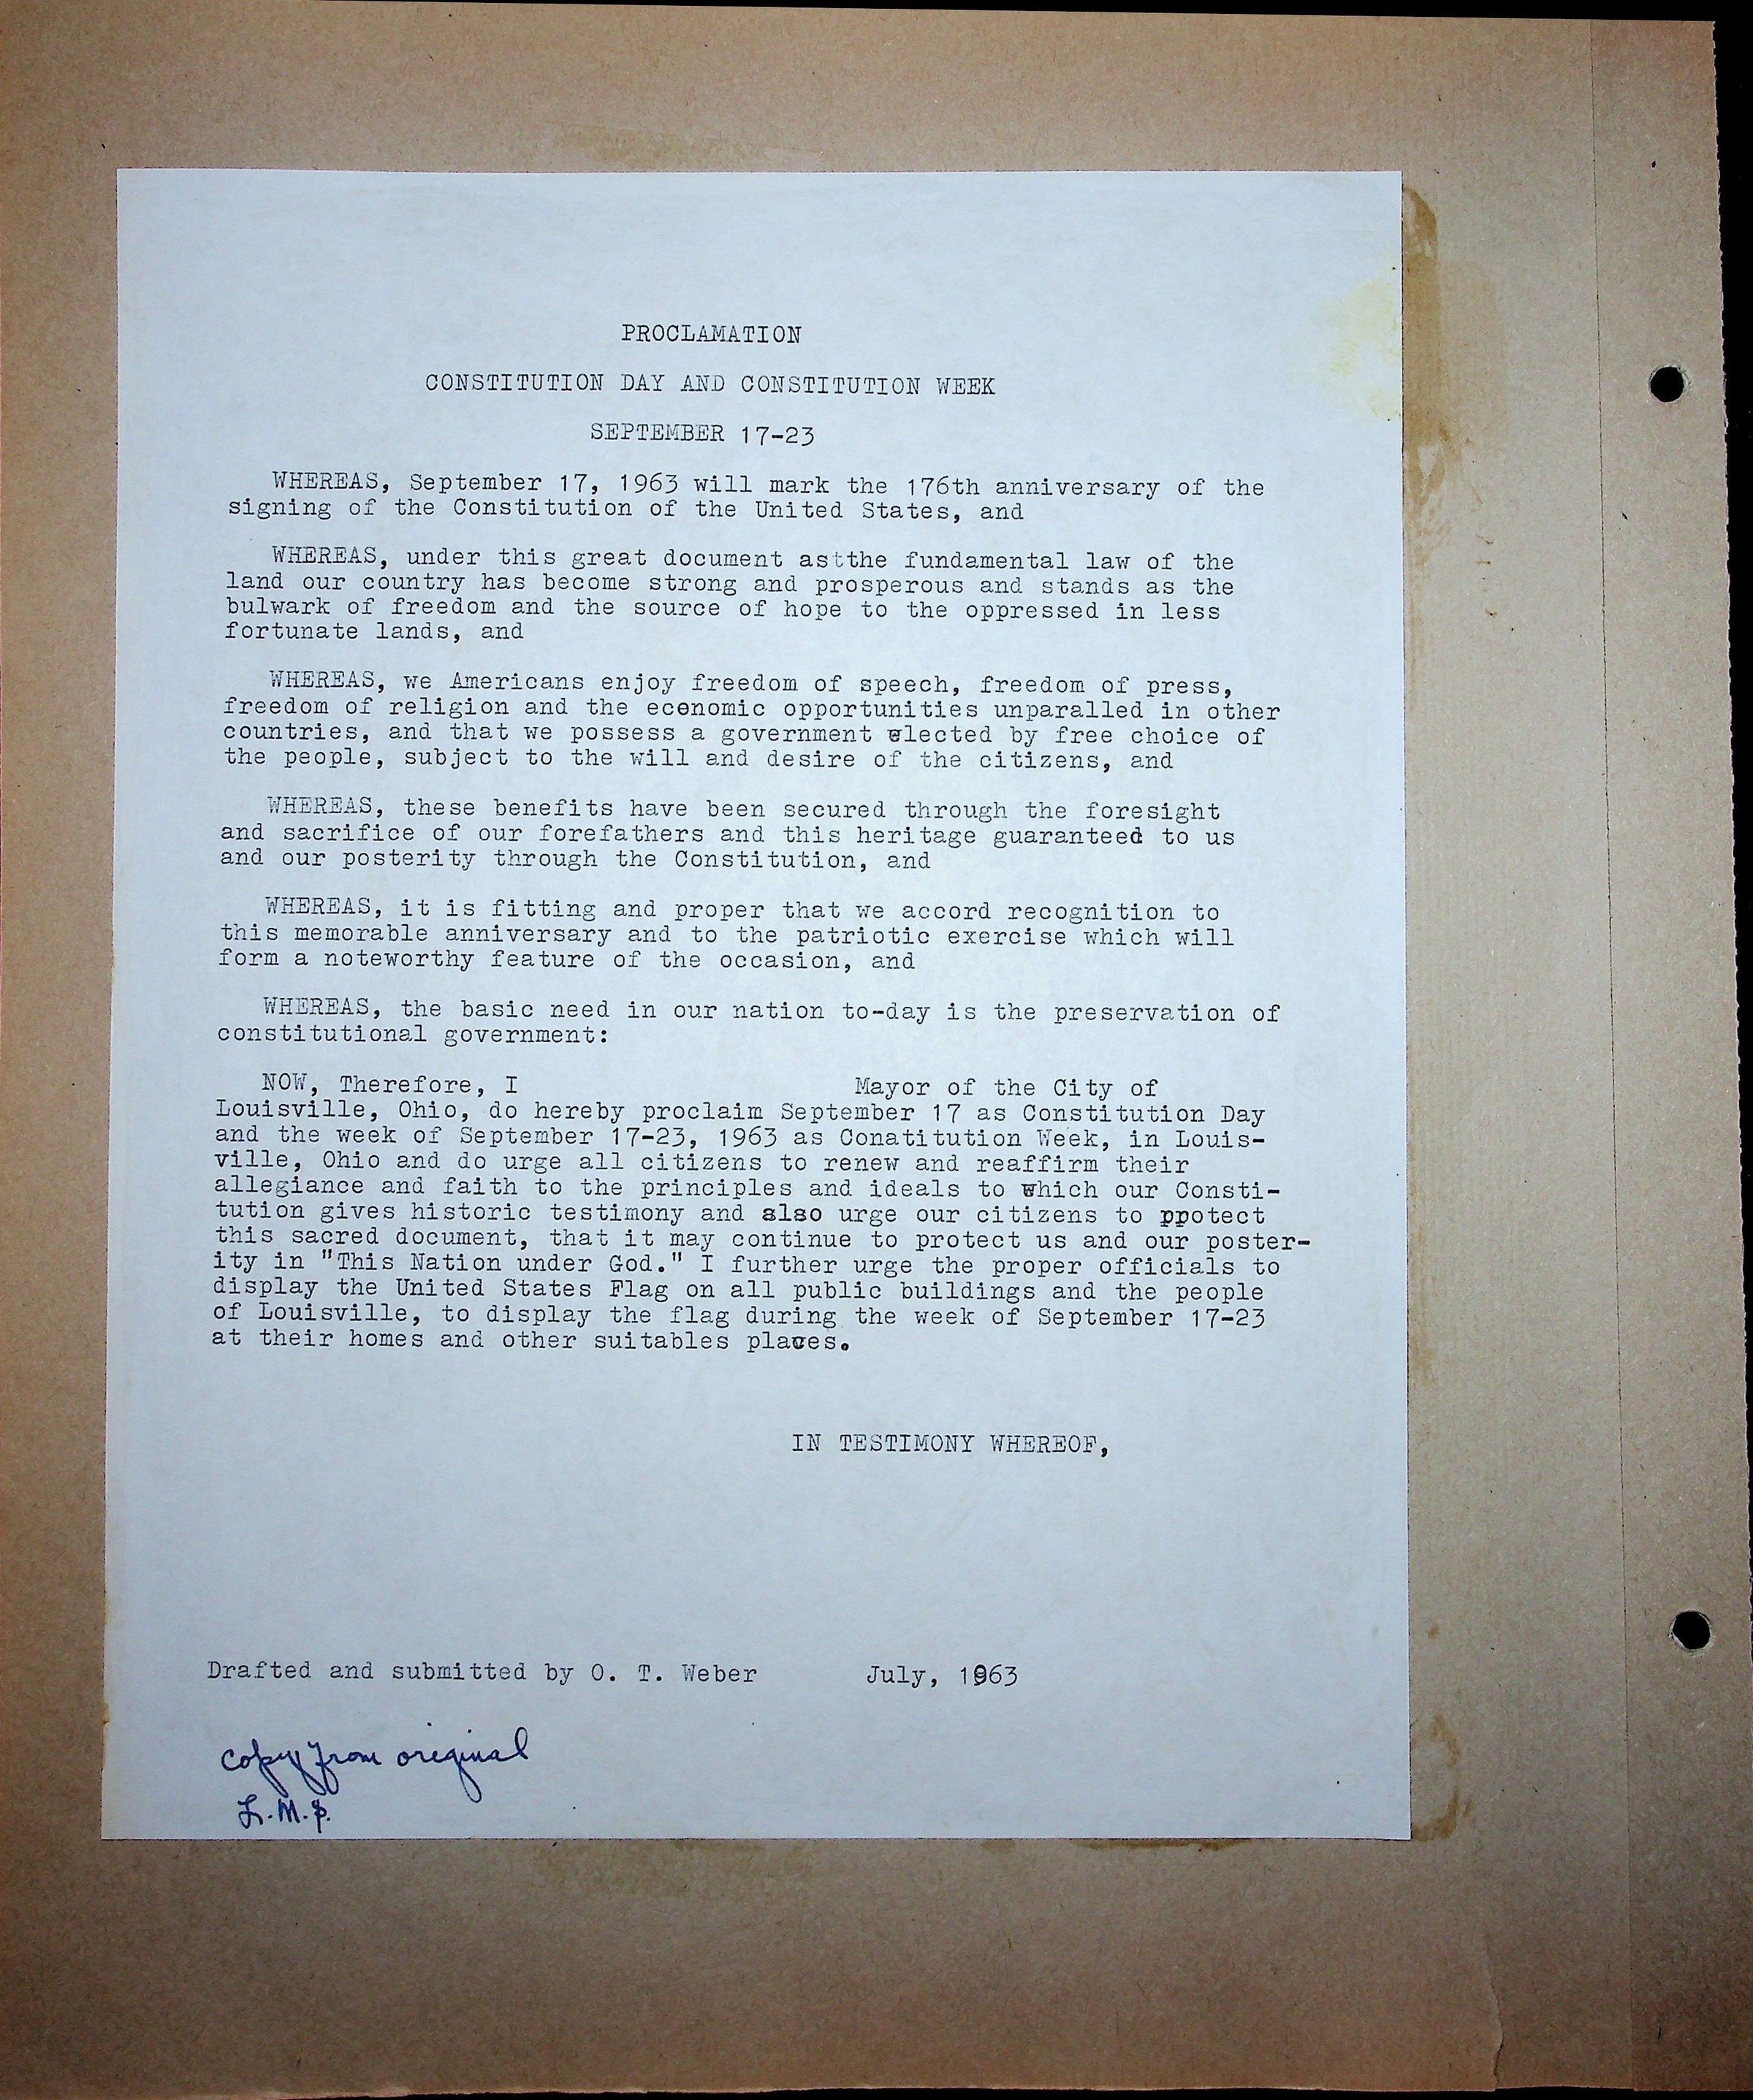 PROCLAMATION
CONSTITUTION DAY AND CONSTITUTION WEEK
SEPTEMBER 17-23
WHEREAS, September 17, 1963 will mark the 176th anniversary of the
signing of the Constitution of the United States, and
WHEREAS, under this great document astthe fundamental law of the
land our country has become strong and prosperous and stands as the
bulwark of freedom and the source of hope to the oppressed in less
fortunate lands, and
WHEREAS, we Americans enjoy freedom of speech, freedom of press,
freedom of religion and the economic opportunities unparalled in other
countries, and that we possess a government elected by free choice of
the people, subject to the will and desire of the citizens, and
WHEREAS, these benefits have been secured through the foresight
and sacrifice of our forefathers and this heritage guaranteed to us
and our posterity through the Constitution, and
WHEREAS, it is fitting and proper that we accord recognition to
this memorable anniversary and to the patriotic exercise which will
form a noteworthy feature of the occasion, and
WHEREAS, the basic need in our nation to-day is the preservation of
constitutional government:
NOW, Therefore, I Mayor of the City of
Louisville, Ohio, do hereby proclaim September 17 as Constitution Day
and the week of September 17-23, 1963 as Conatitution Week, in Louis-
ville, Ohio and do urge all citizens to renew and reaffirm their
allegiance and faith to the principles and ideals to which our Consti-
tution gives historic testimony and also urge our citizens to protect
this sacred document, that it may continue to protect us and our poster-
ity in "This Nation under God." I further urge the proper officials to
display the United States Flag on all public buildings and the people
of Louisville, to display the flag during the week of September 17-23
at their homes and other suitables places.
IN TESTIMONY WHEREOF,
Drafted and submitted by O. T. Weber July, 1963
copy from original
L.M.P.